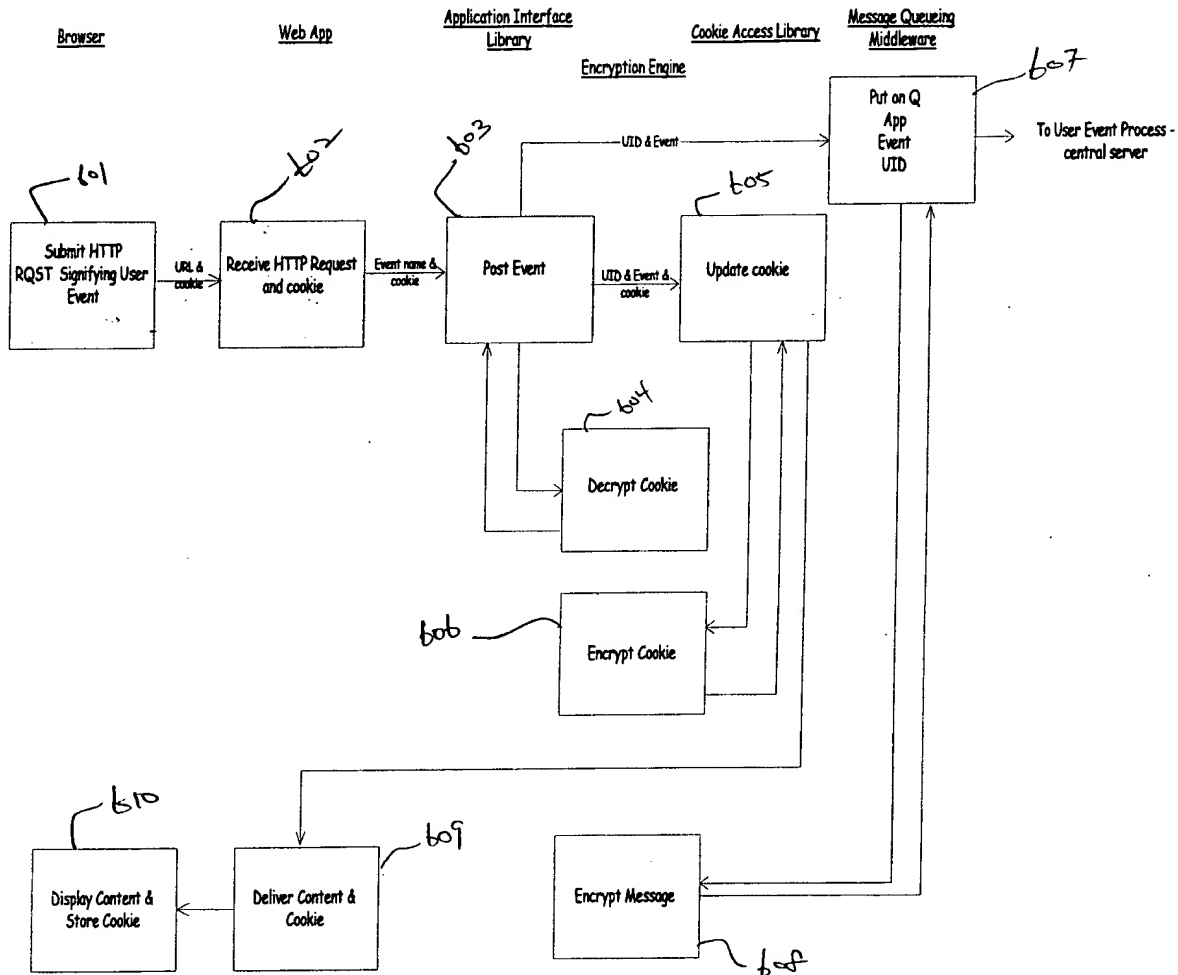 Browser
Web App
Application Interface
Library
Encryption Engine
Cookie Access Library
Message Queueing
Middleware
607
Put on Q
App
Event
UID
To User Event Process -
central server
601
602
603
UID & Event
605
Submit HTTP
RQST Signifying User
Event
URL &
cookie
Receive HTTP Request
and cookie
Event name &
cookie
Post Event
UID & Event &
cookie
Update cookie
604
Decrypt Cookie
606
Encrypt Cookie
610
609
Display Content &
Store Cookie
Deliver Content &
Cookie
Encrypt Message
608